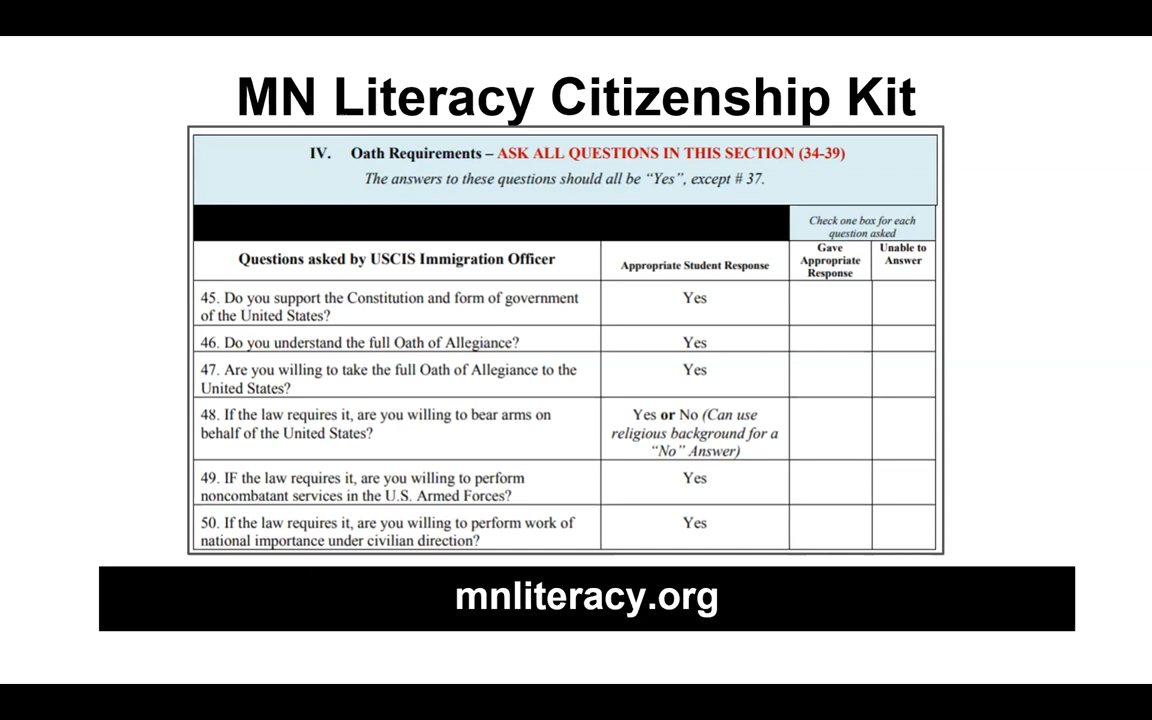 MN Literacy Citizenship Kit
IV. Oath Requirements – ASK ALL QUESTIONS IN THIS SECTION (34-39)
The answers to these questions should all be “Yes”, except # 37.
Check one box for each
question asked
Questions asked by USCIS Immigration Officer
Appropriate Student Response
Gave
Appropriate
Response
Unable to
Answer
45. Do you support the Constitution and form of government
of the United States?
Yes
46. Do you understand the full Oath of Allegiance?
Yes
47. Are you willing to take the full Oath of Allegiance to the
United States?
Yes
48. If the law requires it, are you willing to bear arms on
behalf of the United States?
Yes or No (Can use
religious background for a
“No” Answer)
49. IF the law requires it, are you willing to perform
noncombatant services in the U.S. Armed Forces?
Yes
50. If the law requires it, are you willing to perform work of
national importance under civilian direction?
Yes
mnliteracy.org